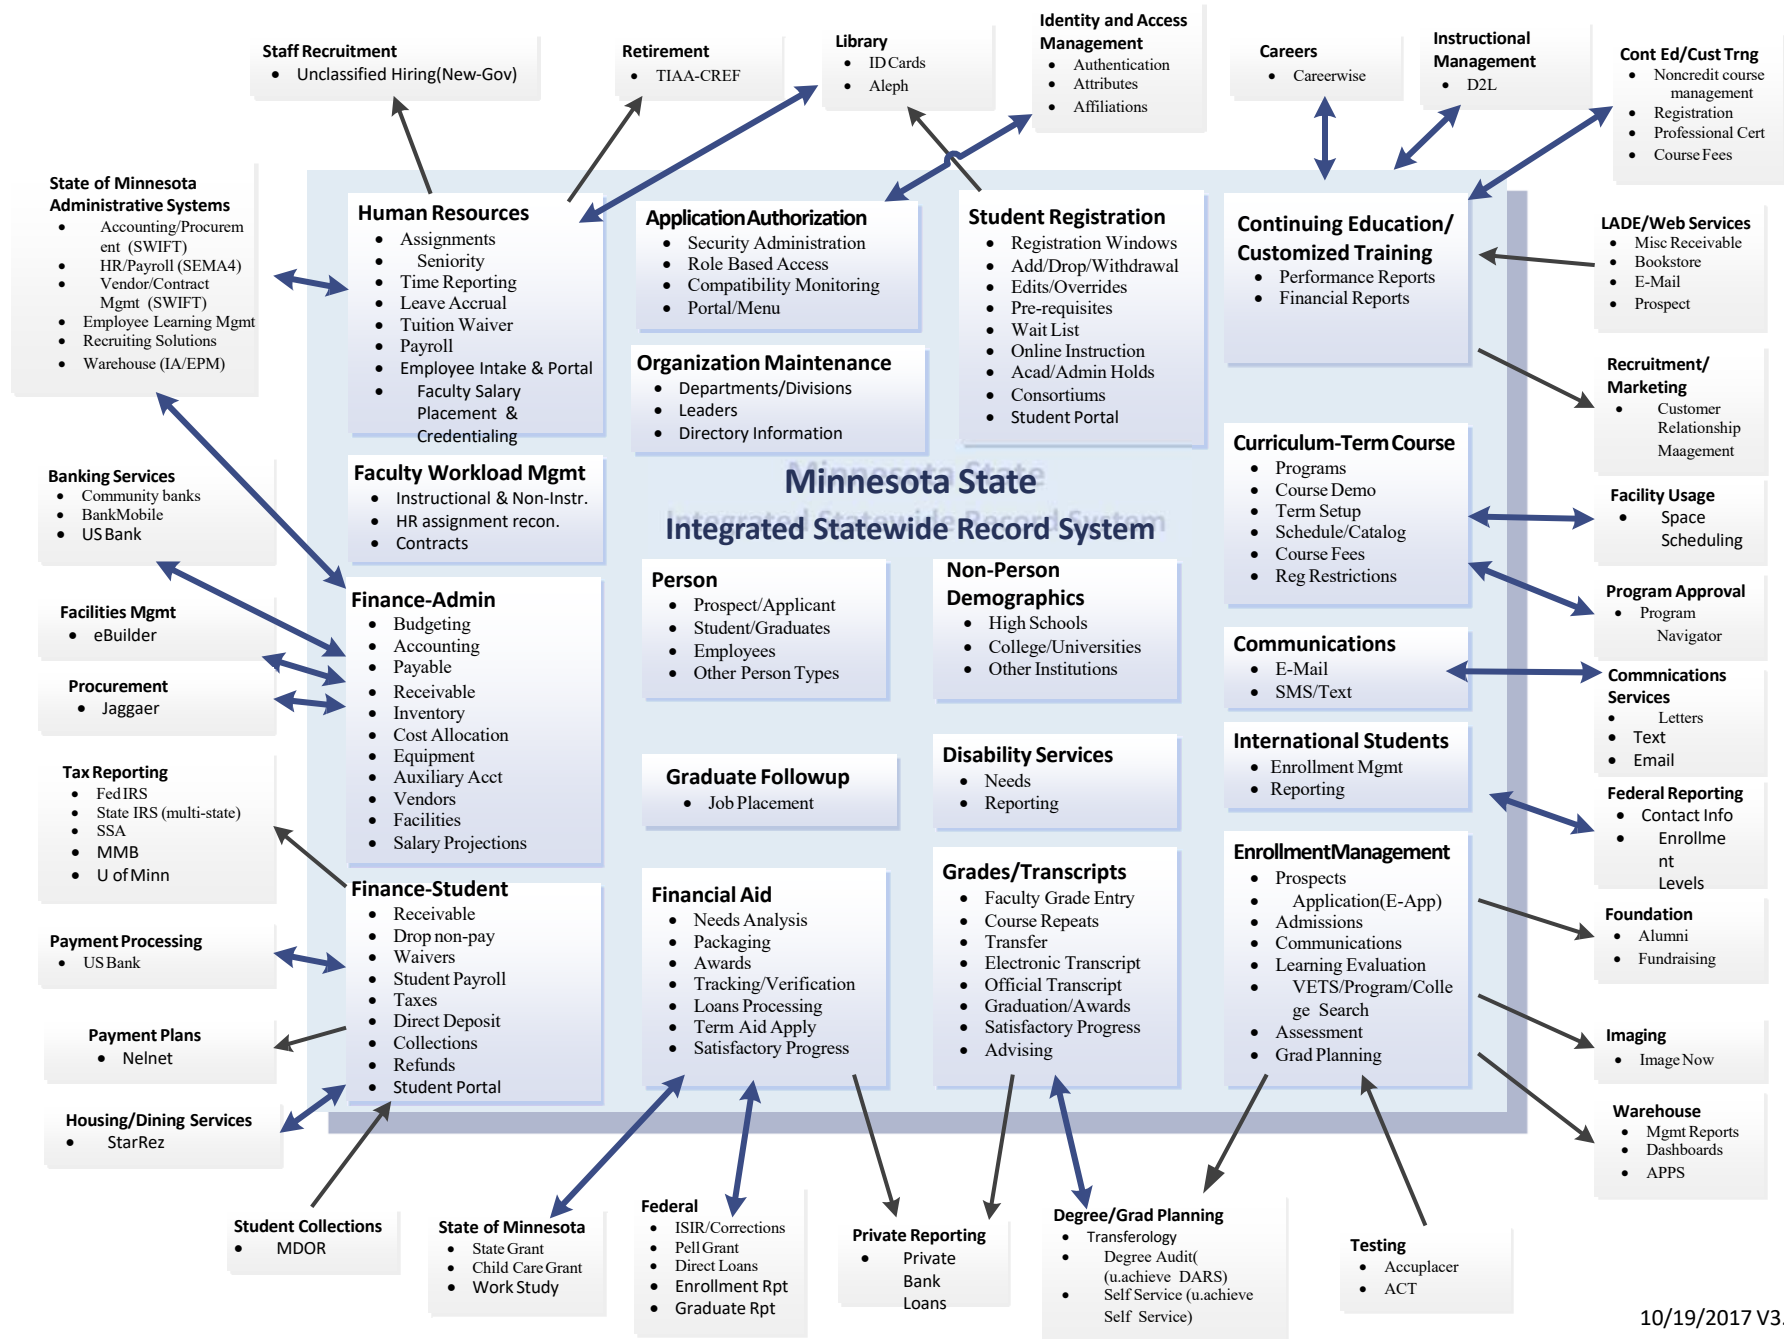 Staff Recruitment
• Unclassified Hiring(New-Gov)
Retirement
• TIAA-CREF
Library
• ID Cards
• Aleph
Identity and Access
Management
• Authentication
• Attributes
• Affiliations
Careers
• Careerwise
Instructional
Management
• D2L
Cont Ed/Cust Trng
• Noncredit course
management
• Registration
• Professional Cert
• Course Fees
State of Minnesota
Administrative Systems
• Accounting/Procurem
ent (SWIFT)
• HR/Payroll (SEMA4)
• Vendor/Contract
Mgmt (SWIFT)
• Employee Learning Mgmt
• Recruiting Solutions
• Warehouse (IA/EPM)
Human Resources
• Assignments
• Seniority
• Time Reporting
• Leave Accrual
• Tuition Waiver
• Payroll
• Employee Intake & Portal
• Faculty Salary
Placement &
Credentialing
Application Authorization
• Security Administration
• Role Based Access
• Compatibility Monitoring
• Portal/Menu
Organization Maintenance
• Departments/Divisions
• Leaders
• Directory Information
Student Registration
• Registration Windows
• Add/Drop/Withdrawal
• Edits/Overrides
• Pre-requisites
• Wait List
• Online Instruction
• Acad/Admin Holds
• Consortiums
• Student Portal
Continuing Education/
Customized Training
• Performance Reports
• Financial Reports
LADE/Web Services
• Misc Receivable
• Bookstore
• E-Mail
• Prospect
Recruitment/
Marketing
• Customer
Relationship
Maagement
Banking Services
• Community banks
• BankMobile
• US Bank
Faculty Workload Mgmt
• Instructional & Non-Instr.
• HR assignment recon.
• Contracts
Minnesota State
Integrated Statewide Record System
Curriculum-Term Course
• Programs
• Course Demo
• Term Setup
• Schedule/Catalog
• Course Fees
• Reg Restrictions
Facility Usage
• Space
Scheduling
Program Approval
• Program
Navigator
Facilities Mgmt
• eBuilder
Procurement
• Jaggaer
Finance-Admin
• Budgeting
• Accounting
• Payable
• Receivable
• Inventory
• Cost Allocation
• Equipment
• Auxiliary Acct
• Vendors
• Facilities
• Salary Projections
Person
• Prospect/Applicant
• Student/Graduates
• Employees
• Other Person Types
Non-Person
Demographics
• High Schools
• College/Universities
• Other Institutions
Communications
• E-Mail
• SMS/Text
Commnications
Services
• Letters
• Text
• Email
Tax Reporting
• Fed IRS
• State IRS (multi-state)
• SSA
• MMB
• U of Minn
Graduate Followup
• Job Placement
Disability Services
• Needs
• Reporting
International Students
• Enrollment Mgmt
• Reporting
Federal Reporting
• Contact Info
• Enrollme
nt
Levels
Payment Processing
• US Bank
Payment Plans
• Nelnet
Housing/Dining Services
• StarRez
Finance-Student
• Receivable
• Drop non-pay
• Waivers
• Student Payroll
• Taxes
• Direct Deposit
• Collections
• Refunds
• Student Portal
Financial Aid
• Needs Analysis
• Packaging
• Awards
• Tracking/Verification
• Loans Processing
• Term Aid Apply
• Satisfactory Progress
Grades/Transcripts
• Faculty Grade Entry
• Course Repeats
• Transfer
• Electronic Transcript
• Official Transcript
• Graduation/Awards
• Satisfactory Progress
• Advising
Enrollment Management
• Prospects
• Application(E-App)
• Admissions
• Communications
• Learning Evaluation
• VETS/Program/Colle
ge Search
• Assessment
• Grad Planning
Foundation
• Alumni
• Fundraising
Imaging
• Image Now
Warehouse
• Mgmt Reports
• Dashboards
• APPS
Student Collections
• MDOR
State of Minnesota
• State Grant
• Child Care Grant
• Work Study
Federal
• ISIR/Corrections
• Pell Grant
• Direct Loans
• Enrollment Rpt
• Graduate Rpt
Private Reporting
• Private
Bank
Loans
Degree/Grad Planning
• Transferology
• Degree Audit(
(u.achieve DARS)
• Self Service (u.achieve
Self Service)
Testing
• Accuplacer
• ACT
10/19/2017 V3.